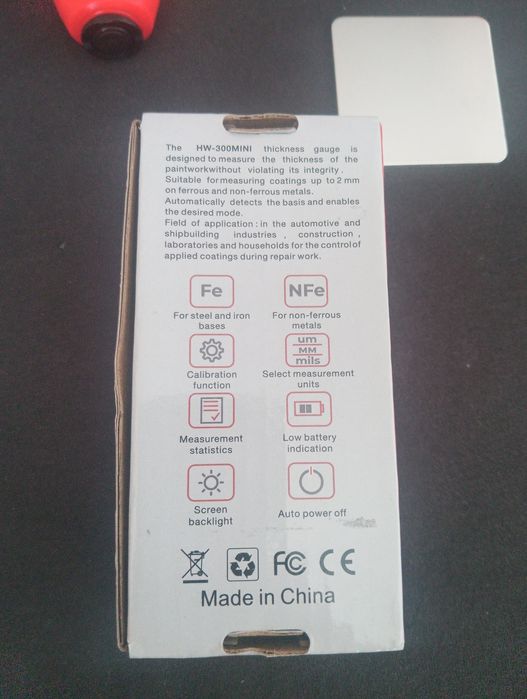 The HW-300MINI thickness gauge is
designed to measure the thickness of the
paintworkwithout violating its integrity.
Suitable formeasuring coatings up to 2 mm
on ferrous and non-ferrous metals.
Automatically detects the basis and enables
the desired mode.
Field of application : in the automotive and
shipbuilding industries , construction ,
laboratories and households for the controlof
applied coatings during repair work.
Fe
NFe
For steel and iron
bases
For non-ferrous
metals
um
MM
mils
Calibration
function
Select measurement
units
Measurement
statistics
Low battery
indication
Screen
backlight
Auto power off
FC CE
Made in China